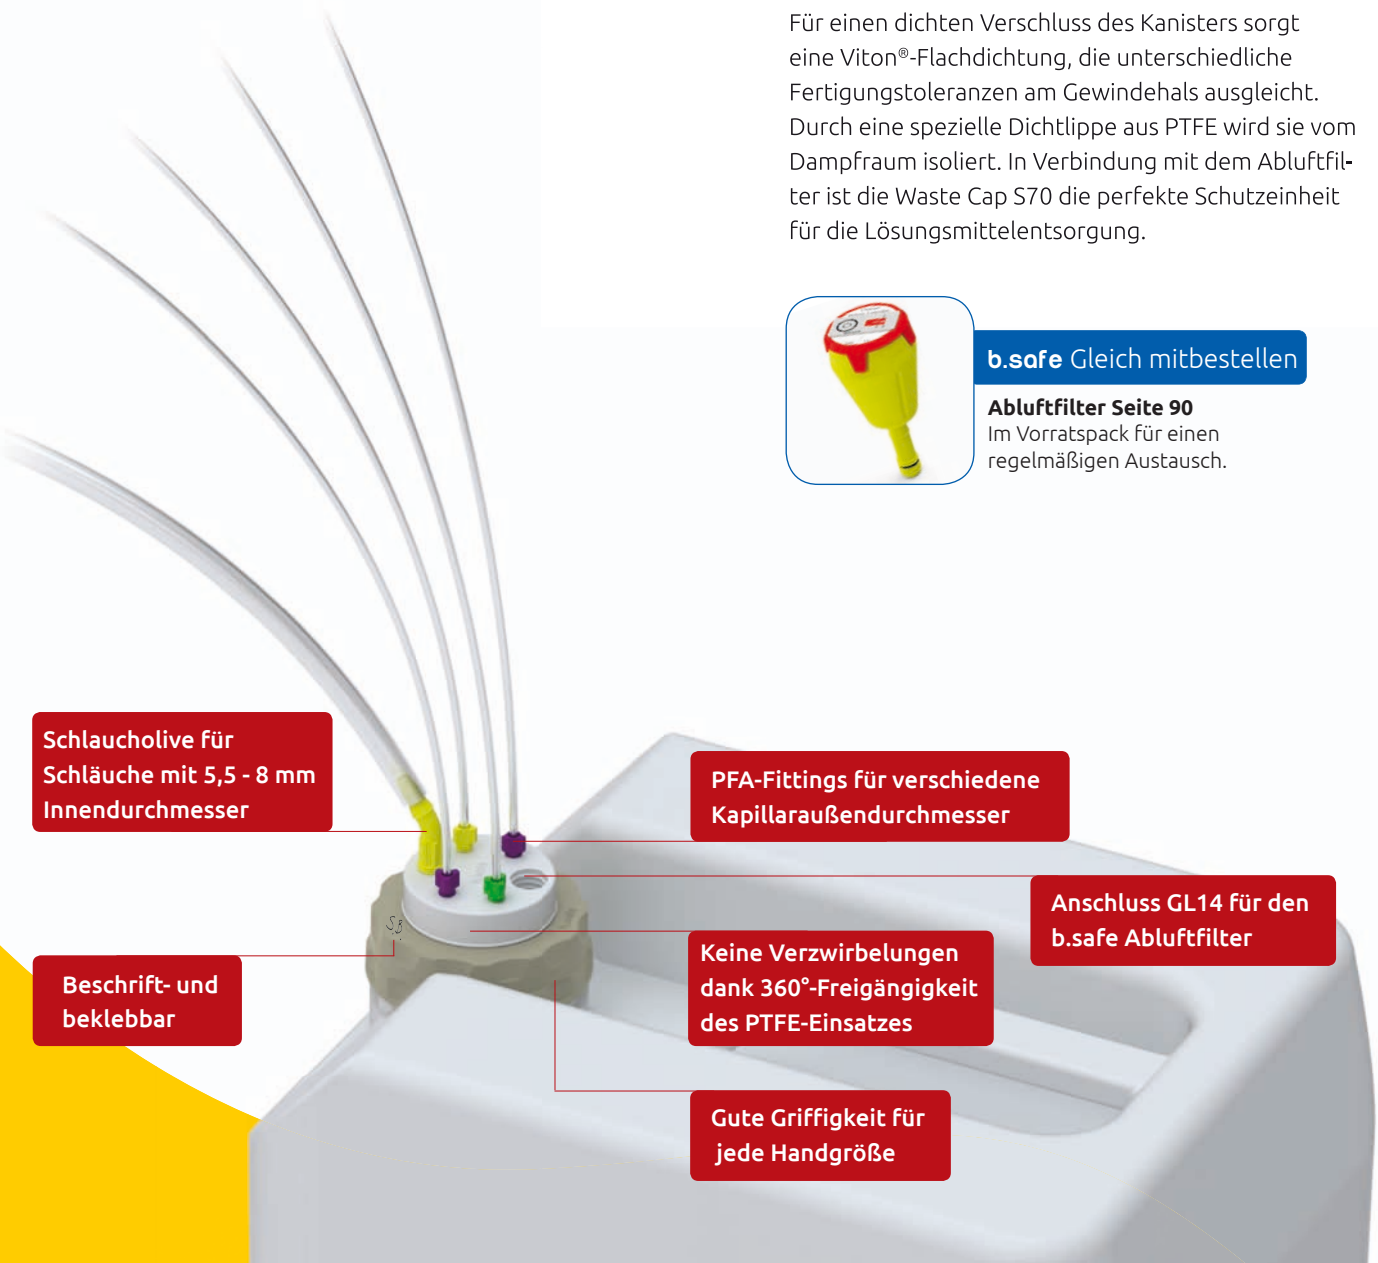 Für einen dichten Verschluss des Kanisters sorgt
eine Viton®-Flachdichtung, die unterschiedliche
Fertigungstoleranzen am Gewindehals ausgleicht.
Durch eine spezielle Dichtlippe aus PTFE wird sie vom
Dampfraum isoliert. In Verbindung mit dem Abluftfil-
ter ist die Waste Cap S70 die perfekte Schutzeinheit
für die Lösungsmittelentsorgung.
b.safe Gleich mitbestellen
Abluftfilter Seite 90
Im Vorratspack für einen
regelmäßigen Austausch.
Schlaucholive für
Schläuche mit 5,5 - 8 mm
Innendurchmesser
PFA-Fittings für verschiedene
Kapillaraußendurchmesser
Anschluss GL14 für den
b.safe Abluftfilter
S.B.
Keine Verzwirbelungen
dank 360°-Freigängigkeit
des PTFE-Einsatzes
Beschrift- und
beklebbar
Gute Griffigkeit für
jede Handgröße